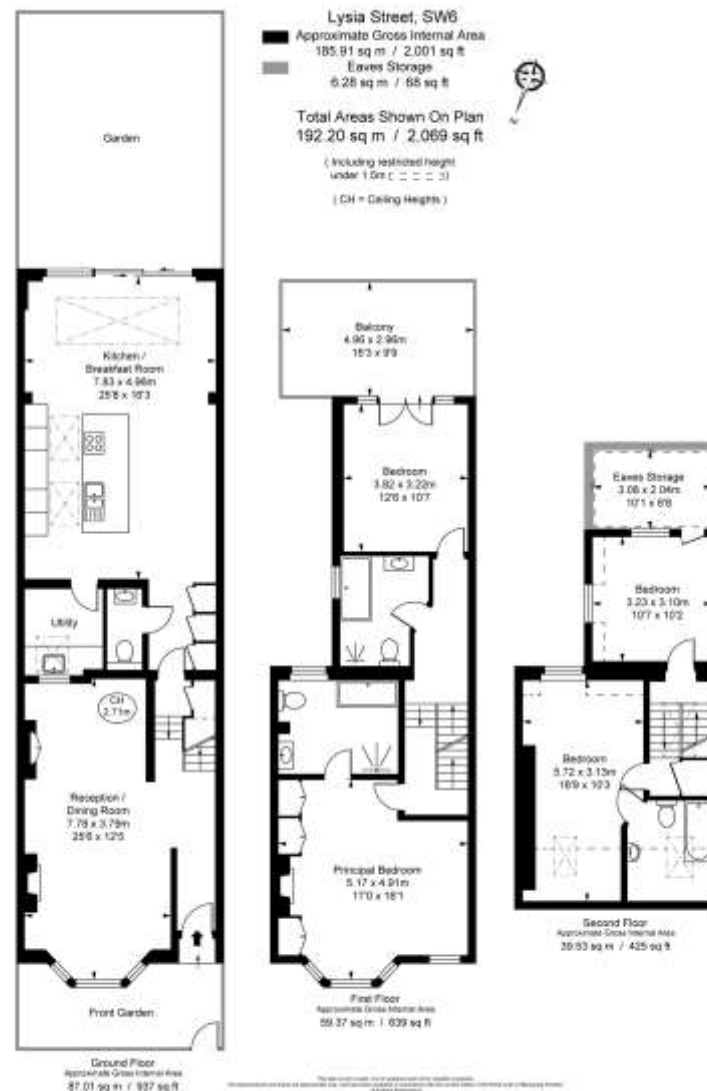 Lysia Street, SW6
Approximate Gross Internal Area
185.91 sq m / 2,001 sq ft
Eaves Storage
6.28 sq m / 68 sq ft
Total Areas Shown On Plan
192.20 sq m / 2,069 sq ft
( Including restricted height
under 1.5m )
( CH = Ceiling Heights )
Garden
Kitchen /
Breakfast Room
7.83 x 4.96m
25'8 x 16'3
Utility
CH
2.71m
Reception /
Dining Room
7.78 x 3.79m
25'6 x 12'5
Front Garden
Ground Floor
Approximate Gross Internal Area
87.01 sq m / 937 sq ft
Balcony
4.96 x 2.96m
16'3 x 9'9
Bedroom
3.82 x 3.22m
12'6 x 10'7
Principal Bedroom
5.17 x 4.91m
17'0 x 16'1
First Floor
Approximate Gross Internal Area
59.37 sq m / 639 sq ft
Eaves Storage
3.08 x 2.04m
10'1 x 6'8
Bedroom
3.23 x 3.10m
10'7 x 10'2
Bedroom
5.72 x 3.13m
18'9 x 10'3
Second Floor
Approximate Gross Internal Area
39.53 sq m / 425 sq ft